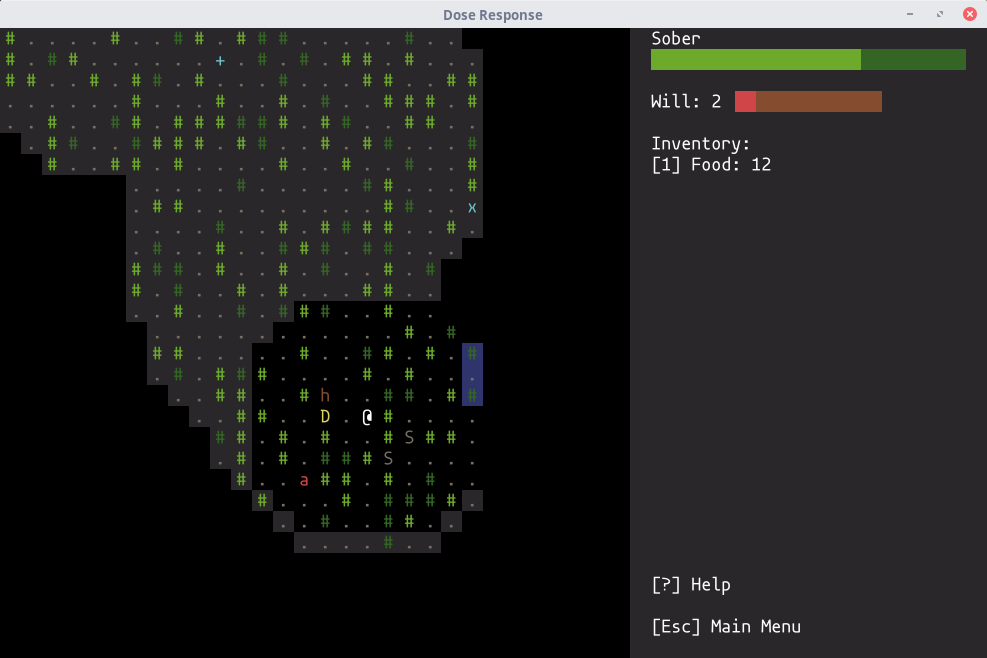 Dose Response
+
x
h
D @
S
S
a
Sober
Will: 2
Inventory:
[1] Food: 12
[?] Help
[Esc] Main Menu